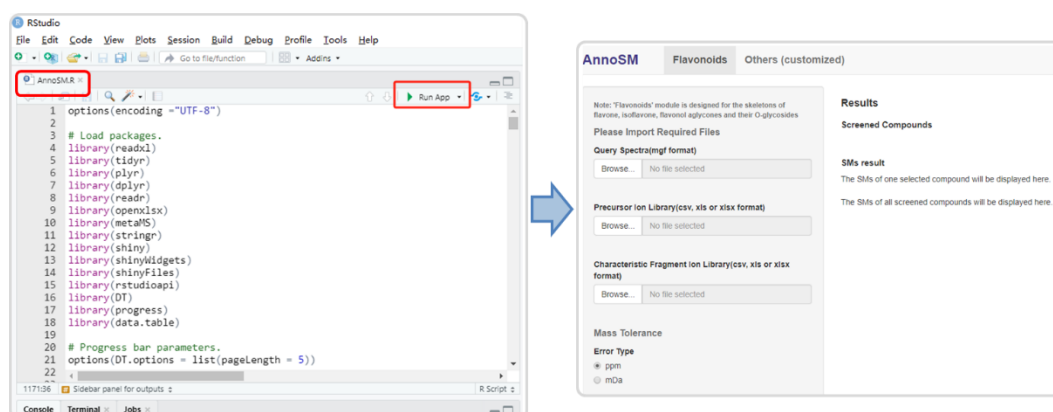 RStudio
File Edit Code View Plots Session Build Debug Profile Tools Help
Go to file/function Addins
AnnoSM.R ×
Run App
1 options(encoding ="UTF-8")
2
3 # Load packages.
4 library(readxl)
5 library(tidyr)
6 library(plyr)
7 library(dplyr)
8 library(readr)
9 library(openxlsx)
10 library(metaMS)
11 library(stringr)
12 library(shiny)
13 library(shinyWidgets)
14 library(shinyFiles)
15 library(rstudioapi)
16 library(DT)
17 library(progress)
18 library(data.table)
19
20 # Progress bar parameters.
21 options(DT.options = list(pageLength = 5))
22
1171:36 Sidebar panel for outputs R Script
Console Terminal × Jobs ×
AnnoSM Flavonoids Others (customized)
Note: 'Flavonoids' module is designed for the skeletons of
flavone, isoflavone, flavonol aglycones and their O-glycosides
Please Import Required Files
Query Spectra(mgf format)
Browse... No file selected
Precursor Ion Library(csv, xls or xlsx format)
Browse... No file selected
Characteristic Fragment Ion Library(csv, xls or xlsx
format)
Browse... No file selected
Mass Tolerance
Error Type
ppm
mDa
Results
Screened Compounds
SMs result
The SMs of one selected compound will be displayed here.
The SMs of all screened compounds will be displayed here.